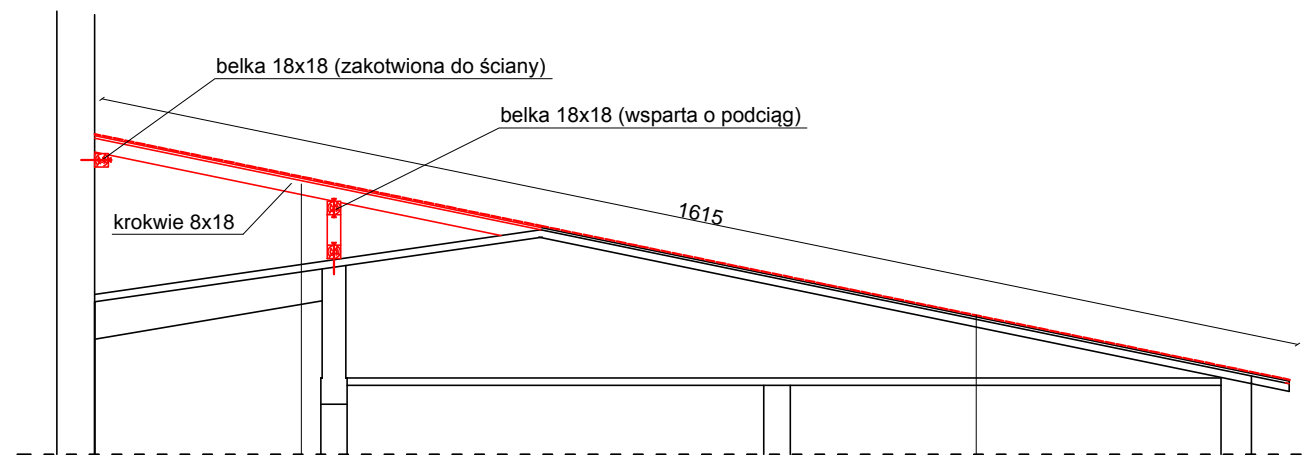 belka 18x18 (zakotwiona do ściany)
belka 18x18 (wsparta o podciąg)
1615
krokwie 8x18